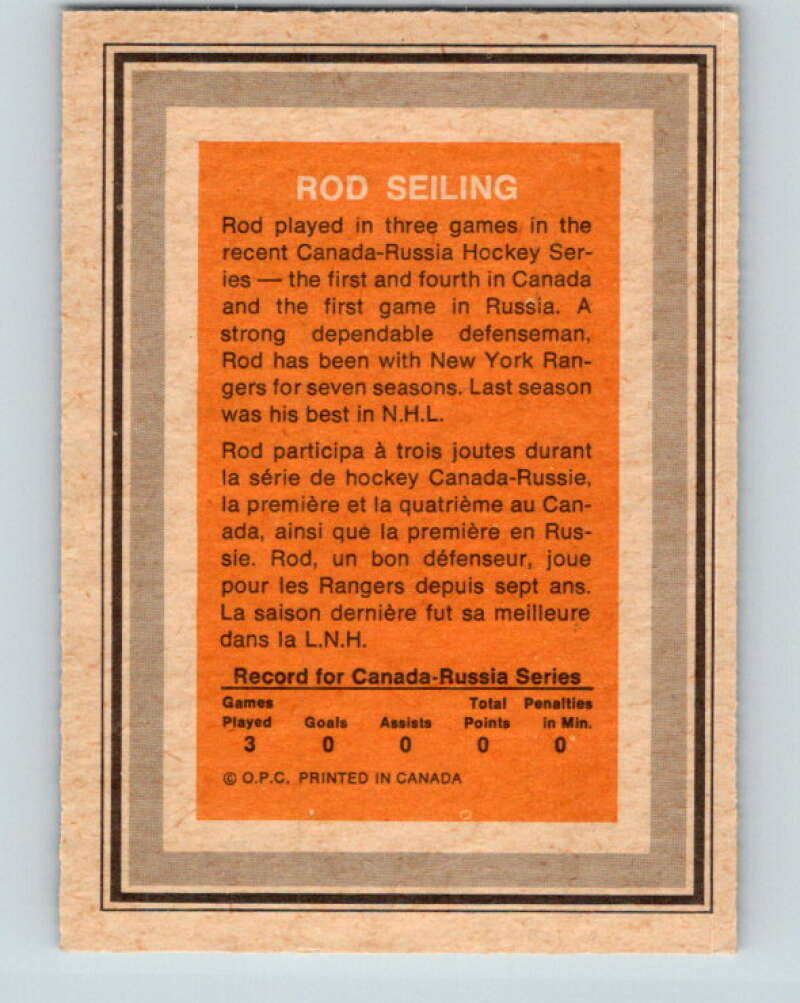 ROD SEILING
Rod played in three games in the
recent Canada-Russia Hockey Ser-
ies — the first and fourth in Canada
and the first game in Russia. A
strong dependable defenseman,
Rod has been with New York Ran-
gers for seven seasons. Last season
was his best in N.H.L.
Rod participa à trois joutes durant
la série de hockey Canada-Russie,
la première et la quatrième au Can-
ada, ainsi que la première en Rus-
sie. Rod, un bon défenseur, joue
pour les Rangers depuis sept ans.
La saison dernière fut sa meilleure
dans la L.N.H.
Record for Canada-Russia Series
Games Total Penalties
Played Goals Assists Points in Min.
3 0 0 0 0
© O.P.C. PRINTED IN CANADA